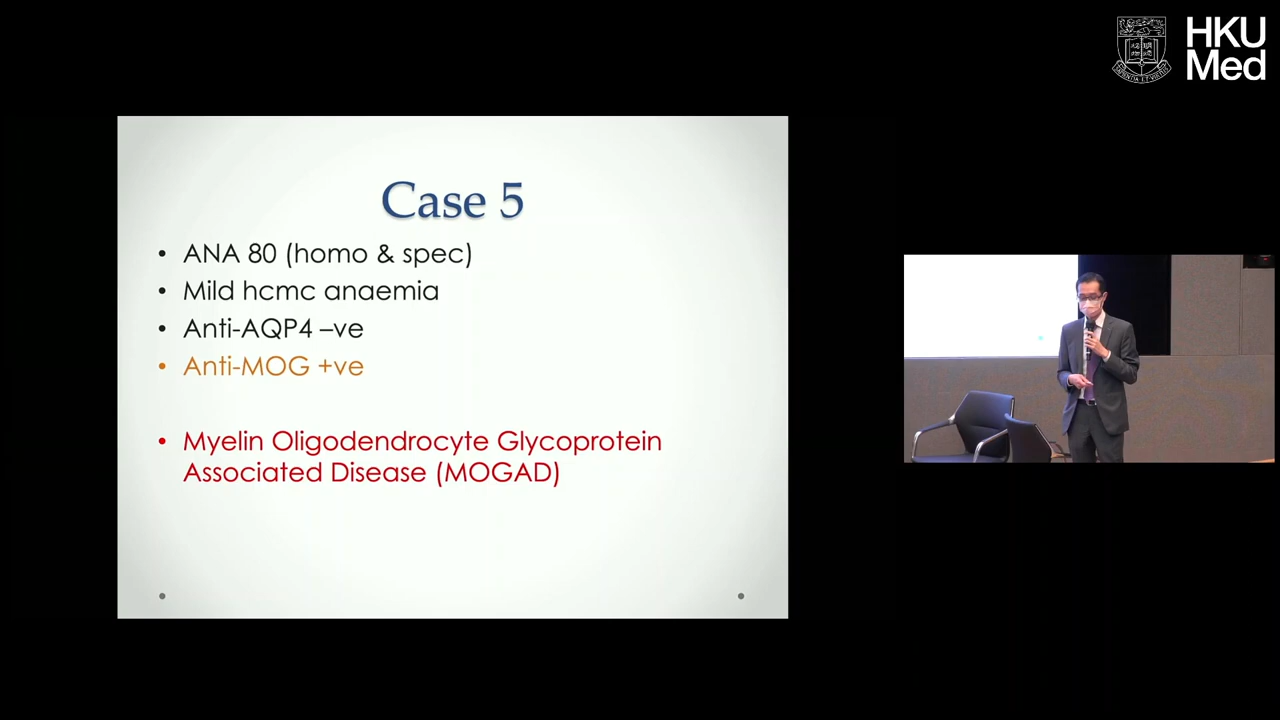 HKU
Med
Case 5
• ANA 80 (homo & spec)
• Mild hcmc anaemia
• Anti-AQP4 –ve
• Anti-MOG +ve
• Myelin Oligodendrocyte Glycoprotein
Associated Disease (MOGAD)